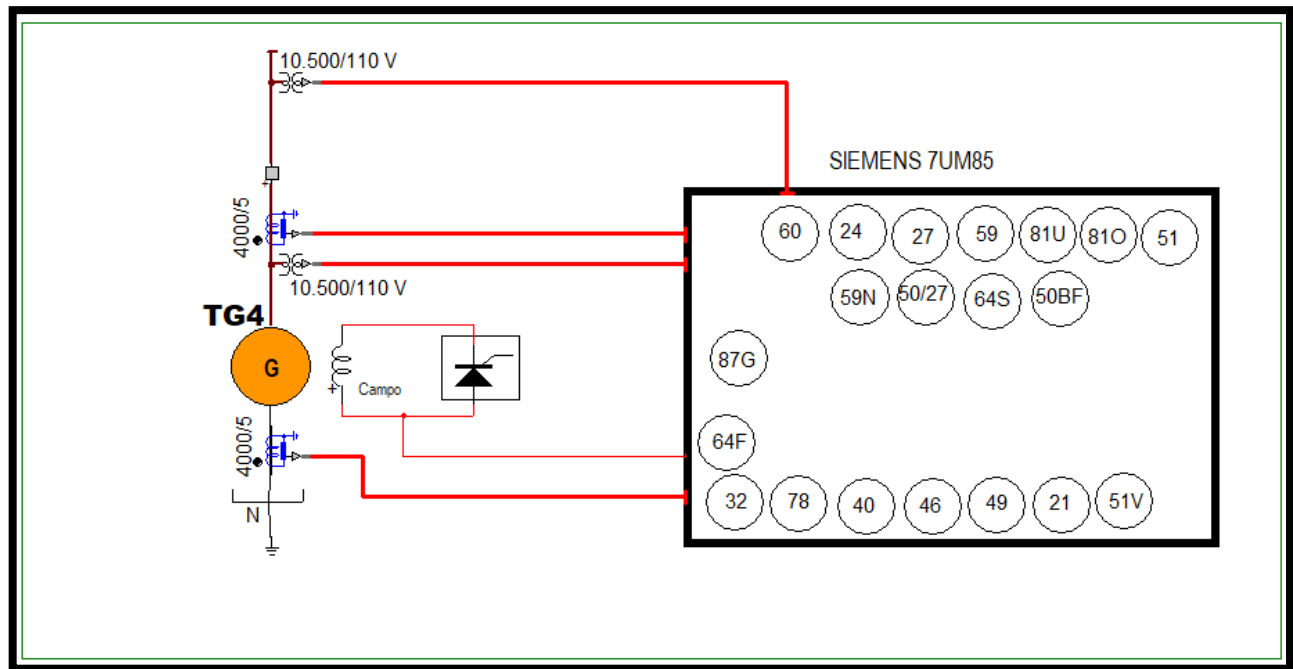 10.500/110 V
SIEMENS 7UM85
4000/5
60
24
27
59
81U
81O
51
10.500/110 V
59N
50/27
64S
50BF
TG4
G
Campo
87G
4000/5
64F
N
32
78
40
46
49
21
51V